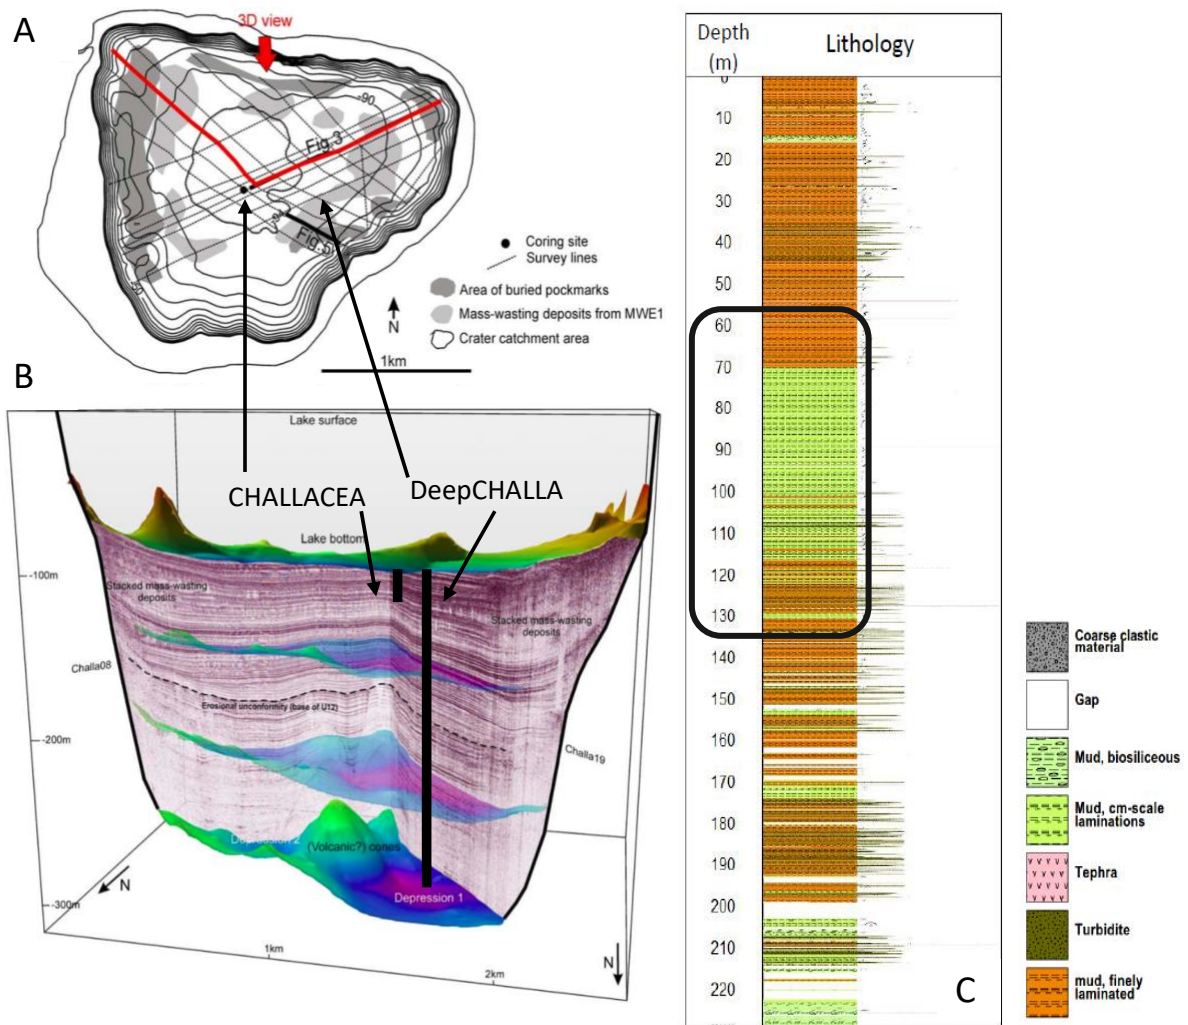 A
3D view
-90
Fig.3
Fig.5
-50
Coring site
Survey lines
Area of buried pockmarks
Mass-wasting deposits from MWE1
Crater catchment area
N
1km
B
Lake surface
CHALLACEA
DeepCHALLA
Lake bottom
-100m
Stacked mass-wasting
deposits
Stacked mass-wasting
deposits
Challa08
Erosional unconformity (base of U12)
-200m
Challa19
Depression 2
(Volcanic?) cones
Depression 1
N
-300m
1km
2km
N
Depth
(m)
Lithology
0
10
20
30
40
50
60
70
80
90
100
110
120
130
140
150
160
170
180
190
200
210
220
C
Coarse clastic
material
Gap
Mud, biosiliceous
Mud, cm-scale
laminations
Tephra
Turbidite
mud, finely
laminated